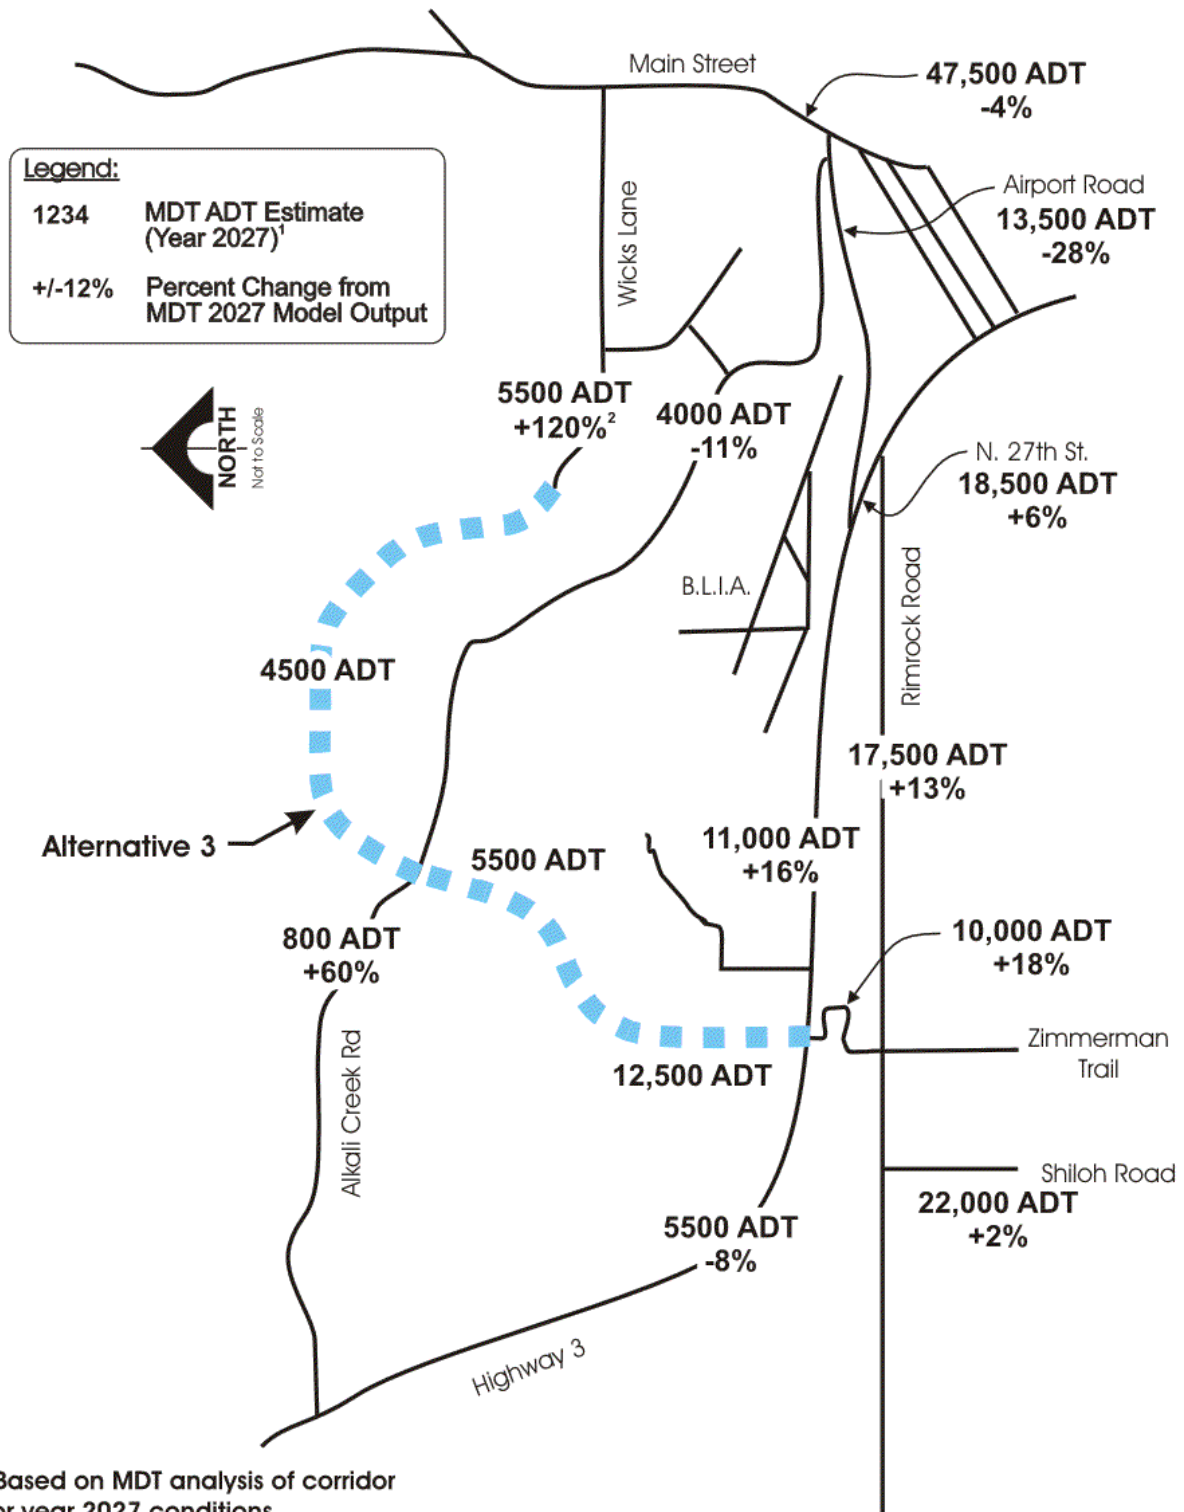 Main Street
47,500 ADT
-4%
Legend:
1234 MDT ADT Estimate
(Year 2027)¹
+/-12% Percent Change from
MDT 2027 Model Output
Airport Road
13,500 ADT
-28%
Wicks Lane
5500 ADT
+120%²
4000 ADT
-11%
NORTH
Not to Scale
N. 27th St.
18,500 ADT
+6%
B.L.I.A.
Rimrock Road
4500 ADT
17,500 ADT
+13%
Alternative 3
5500 ADT
11,000 ADT
+16%
800 ADT
+60%
10,000 ADT
+18%
Zimmerman
Trail
12,500 ADT
Alkali Creek Rd
Shiloh Road
22,000 ADT
+2%
5500 ADT
-8%
Highway 3
Based on MDT analysis of corridor
year 2027 conditions